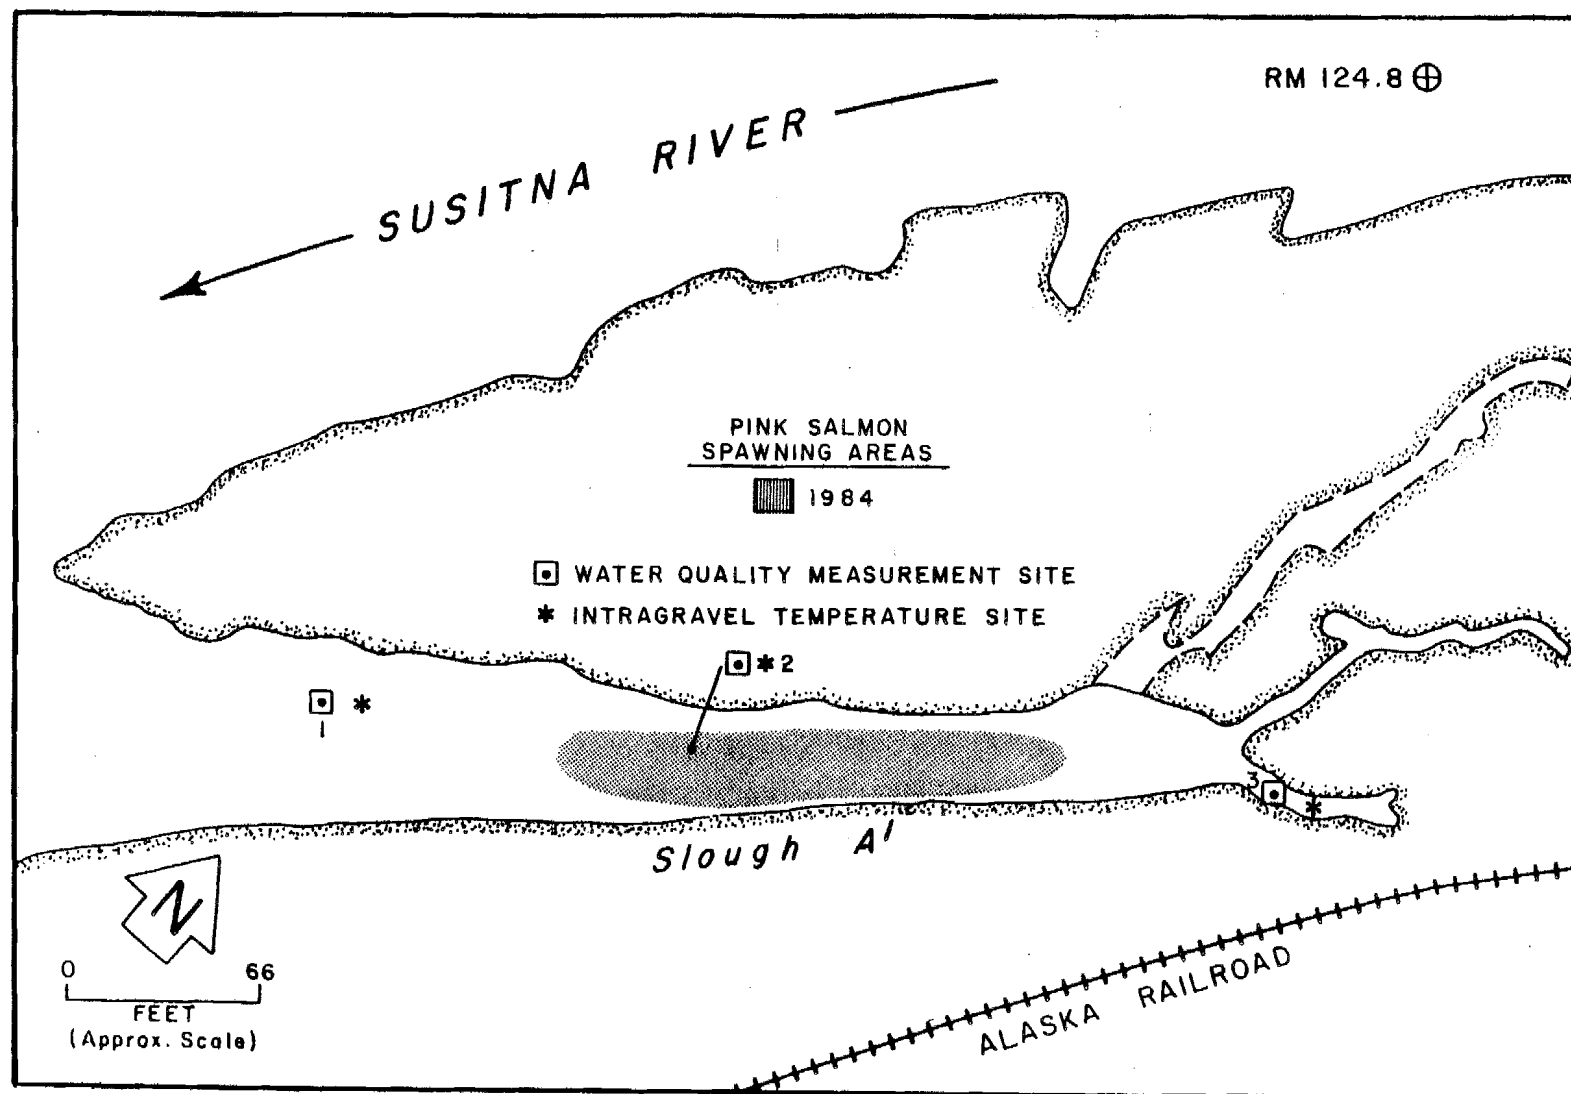 RM 124.8
SUSITNA RIVER
PINK SALMON
SPAWNING AREAS
1984
WATER QUALITY MEASUREMENT SITE
* INTRAGRAVEL TEMPERATURE SITE
* 2
*
1
3
*
Slough A'
N
0 66
FEET
(Approx. Scale)
ALASKA RAILROAD